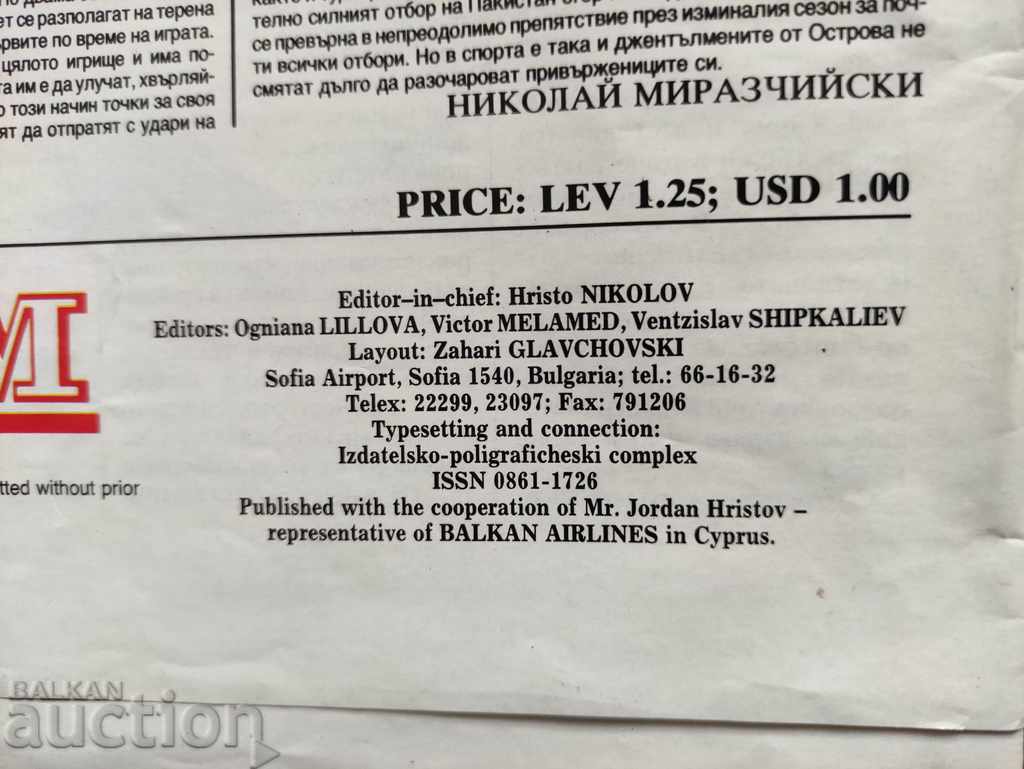 ет се разполагат на терена
ървите по време на играта.
цялото игрище и има по-
та им е да улучат, хвърляй-
о този начин точки за своя
ят да отпратят с удари на
телно силният отбор на Пакистан
се превърна в непреодолимо препятствие през изминалия сезон за поч-
ти всички отбори. Но в спорта е така и джентълмените от Острова не
смятат дълго да разочароват привържениците си.
НИКОЛАЙ МИРАЗЧИЙСКИ
PRICE: LEV 1.25; USD 1.00
M
tted without prior
Editor–in–chief: Hristo NIKOLOV
Editors: Ogniana LILLOVA, Victor MELAMED, Ventzislav SHIPKALIEV
Layout: Zahari GLAVCHOVSKI
Sofia Airport, Sofia 1540, Bulgaria; tel.: 66-16-32
Telex: 22299, 23097; Fax: 791206
Typesetting and connection:
Izdatelsko-poligraficheski complex
ISSN 0861-1726
Published with the cooperation of Mr. Jordan Hristov –
representative of BALKAN AIRLINES in Cyprus.
BALKAN
auction